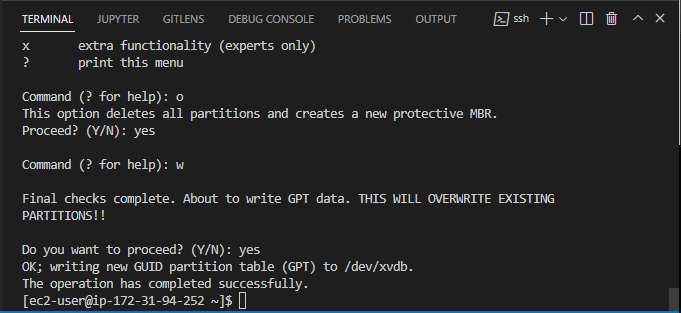 TERMINAL JUPYTER GITLENS DEBUG CONSOLE PROBLEMS OUTPUT ssh
x extra functionality (experts only)
? print this menu
Command (? for help): o
This option deletes all partitions and creates a new protective MBR.
Proceed? (Y/N): yes
Command (? for help): w
Final checks complete. About to write GPT data. THIS WILL OVERWRITE EXISTING
PARTITIONS!!
Do you want to proceed? (Y/N): yes
OK; writing new GUID partition table (GPT) to /dev/xvdb.
The operation has completed successfully.
[ec2-user@ip-172-31-94-252 ~]$